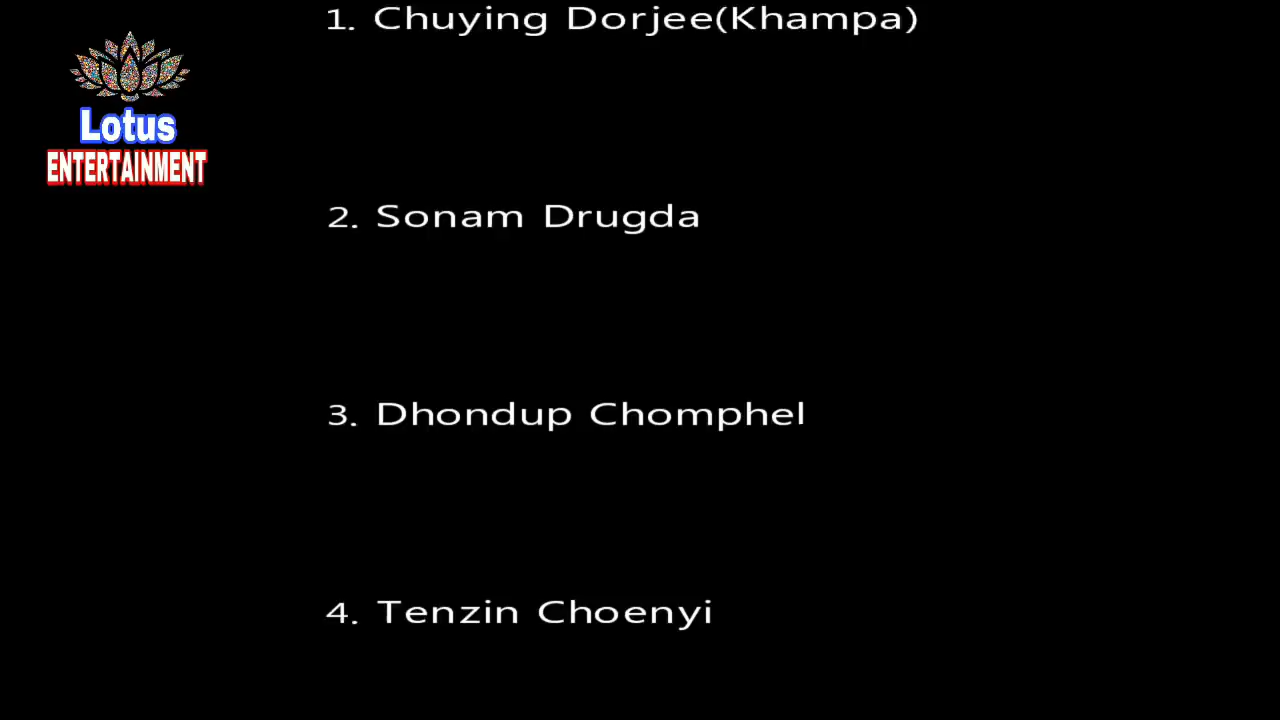 1. Chuying Dorjee(Khampa)
Lotus
ENTERTAINMENT
2. Sonam Drugda
3. Dhondup Chomphel
4. Tenzin Choenyi